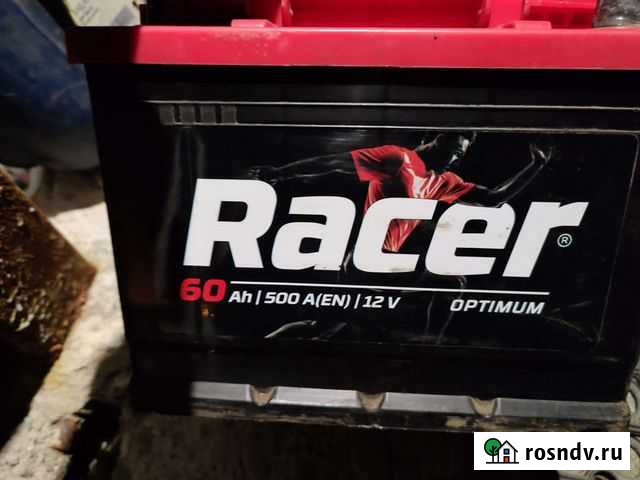 Racer®
60 Ah | 500 A(EN) | 12 V OPTIMUM
rosndv.ru